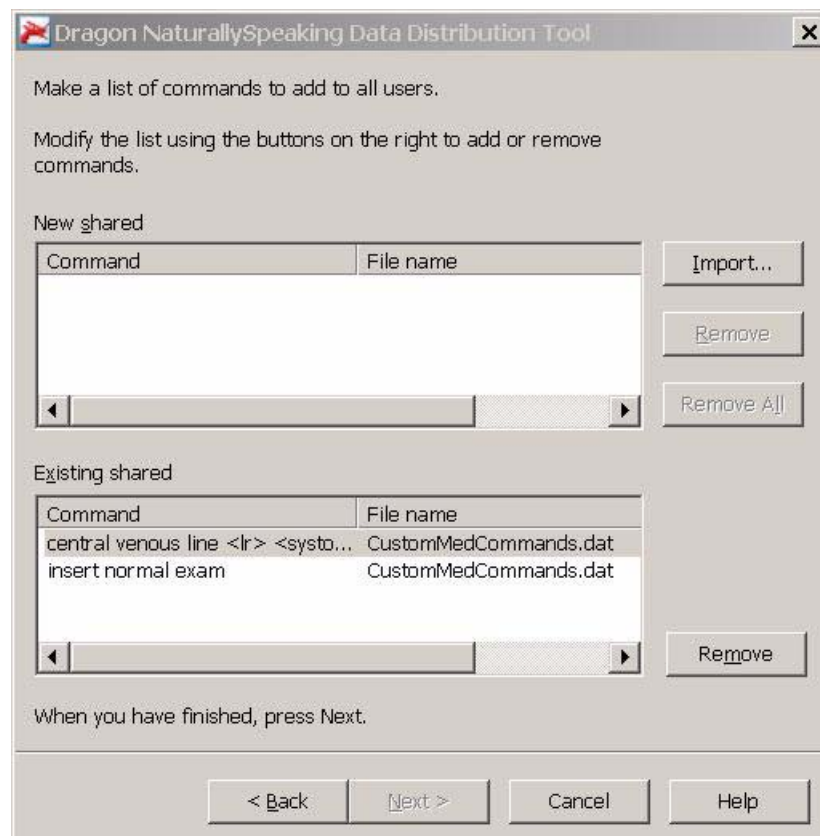 Dragon NaturallySpeaking Data Distribution Tool
Make a list of commands to add to all users.
Modify the list using the buttons on the right to add or remove
commands.
New shared
Command File name
Import...
Remove
Remove All
Existing shared
Command File name
central venous line <lr> <systo... CustomMedCommands.dat
insert normal exam CustomMedCommands.dat
Remove
When you have finished, press Next.
< Back Next > Cancel Help